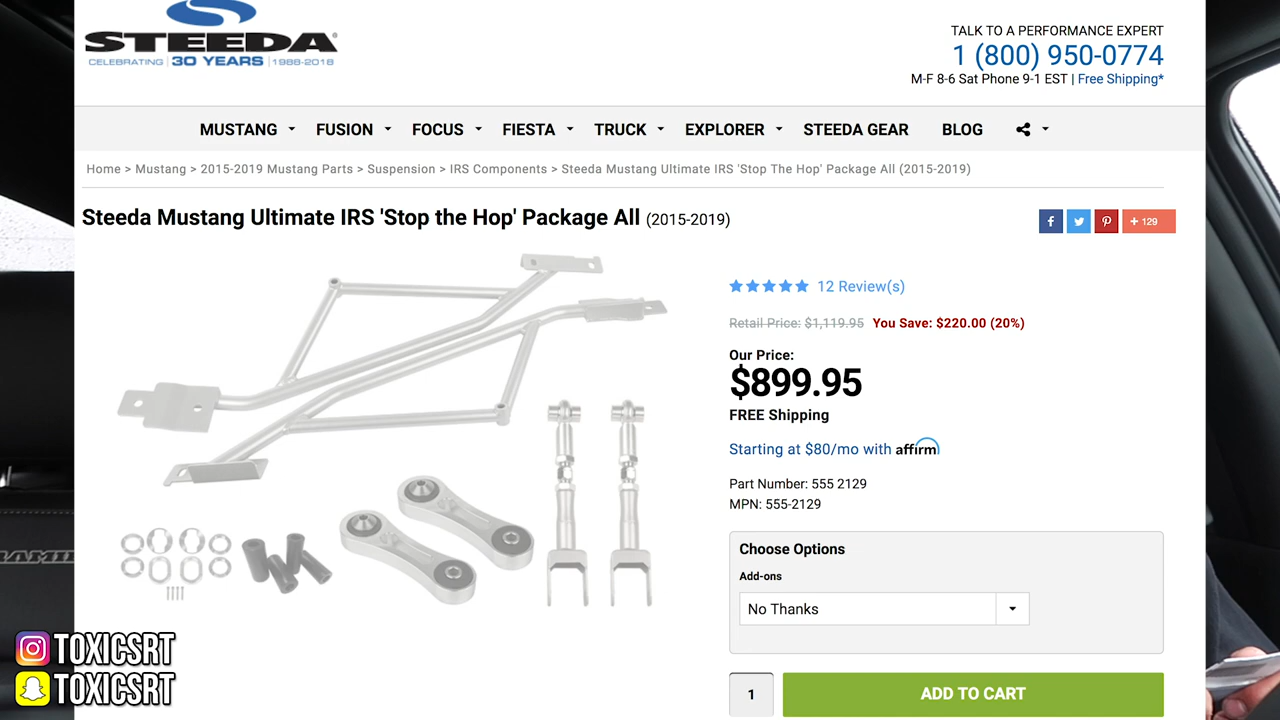 STEEDA
CELEBRATING | 30 YEARS | 1988-2018
TALK TO A PERFORMANCE EXPERT
1 (800) 950-0774
M-F 8-6 Sat Phone 9-1 EST | Free Shipping*
MUSTANG FUSION FOCUS FIESTA TRUCK EXPLORER STEEDA GEAR BLOG
Home > Mustang > 2015-2019 Mustang Parts > Suspension > IRS Components > Steeda Mustang Ultimate IRS 'Stop The Hop' Package All (2015-2019)
Steeda Mustang Ultimate IRS 'Stop the Hop' Package All (2015-2019)
+ 129
12 Review(s)
Retail Price: $1,119.95 You Save: $220.00 (20%)
Our Price:
$899.95
FREE Shipping
Starting at $80/mo with affirm
Part Number: 555 2129
MPN: 555-2129
Choose Options
Add-ons
No Thanks
1 ADD TO CART
TOXICSRT
TOXICSRT